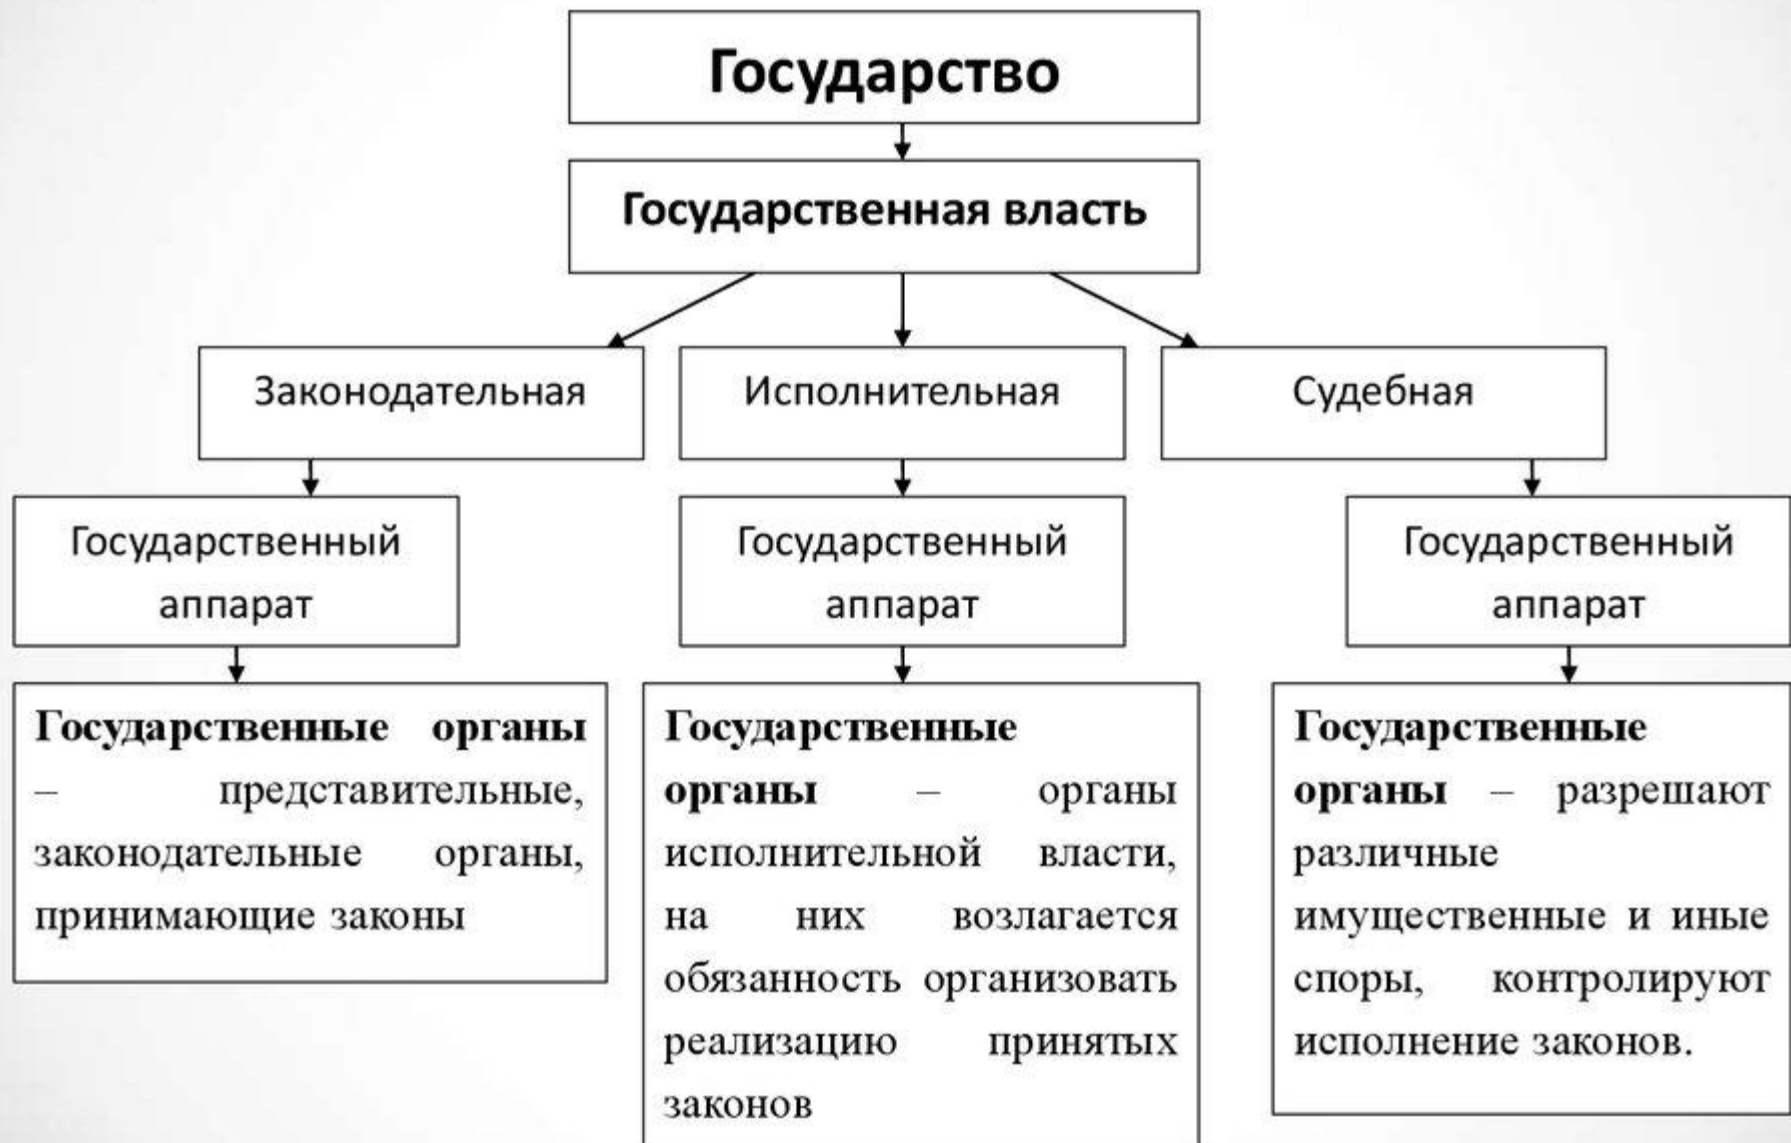 Государство
Государственная власть
Законодательная
Исполнительная
Судебная
Государственный
аппарат
Государственный
аппарат
Государственный
аппарат
Государственные органы
– представительные,
законодательные органы,
принимающие законы
Государственные
органы – органы
исполнительной власти,
на них возлагается
обязанность организовать
реализацию принятых
законов
Государственные
органы – разрешают
различные
имущественные и иные
споры, контролируют
исполнение законов.